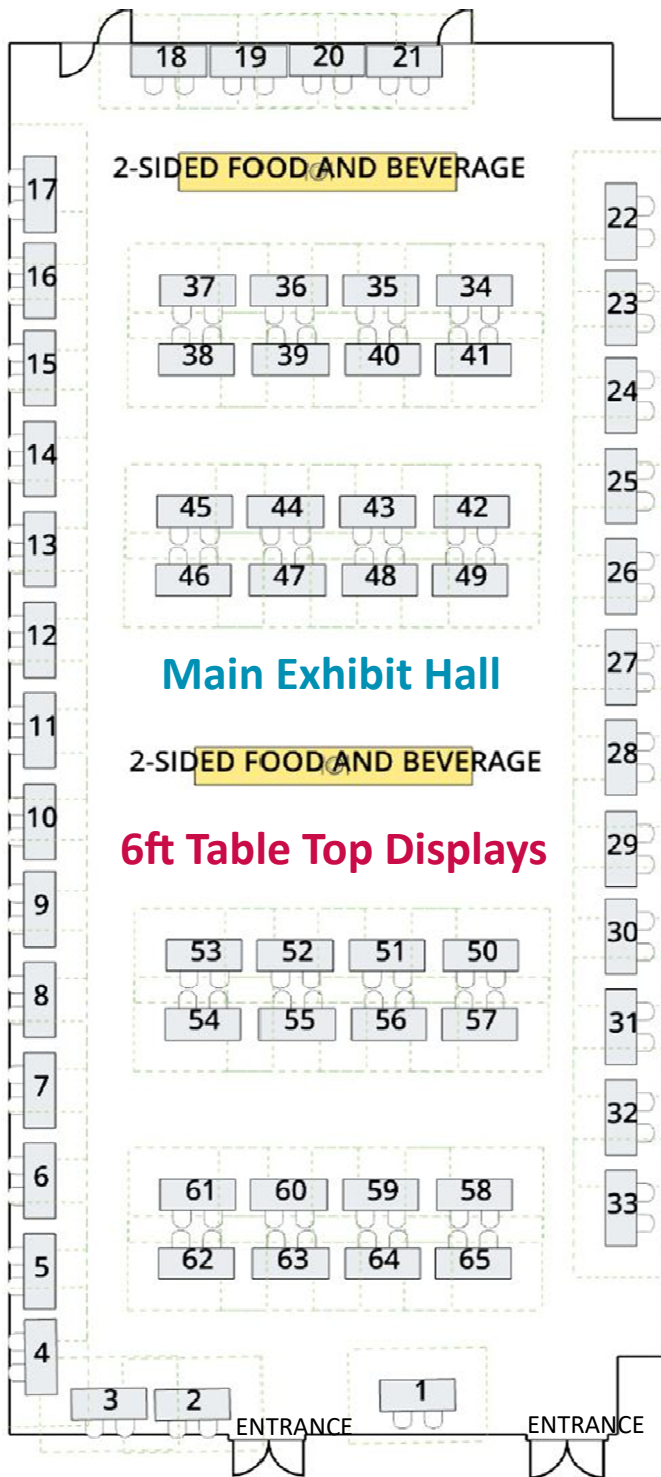 18 19 20 21
2-SIDED FOOD AND BEVERAGE
17
22
16
37 36 35 34
23
15
38 39 40 41
24
14
25
45 44 43 42
13
26
46 47 48 49
12
27
Main Exhibit Hall
11
28
2-SIDED FOOD AND BEVERAGE
10
29
6ft Table Top Displays
9
30
53 52 51 50
8
31
54 55 56 57
7
32
6
61 60 59 58
33
5
62 63 64 65
4
3 2 1
ENTRANCE ENTRANCE